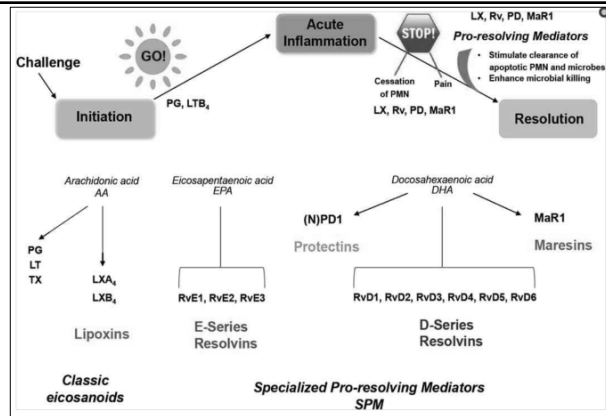 Challenge
GO!
Initiation
PG, LTB4
Acute
Inflammation
STOP!
Cessation
of PMN
Pain
LX, Rv, PD, MaR1
LX, Rv, PD, MaR1
Pro-resolving Mediators
• Stimulate clearance of
apoptotic PMN and microbes
• Enhance microbial killing
Resolution
Arachidonic acid
AA
PG
LT
TX
LXA4
LXB4
Lipoxins
Classic
eicosanoids
Eicosapentaenoic acid
EPA
RvE1, RvE2, RvE3
E-Series
Resolvins
Docosahexaenoic acid
DHA
(N)PD1
Protectins
MaR1
Maresins
RvD1, RvD2, RvD3, RvD4, RvD5, RvD6
D-Series
Resolvins
Specialized Pro-resolving Mediators
SPM